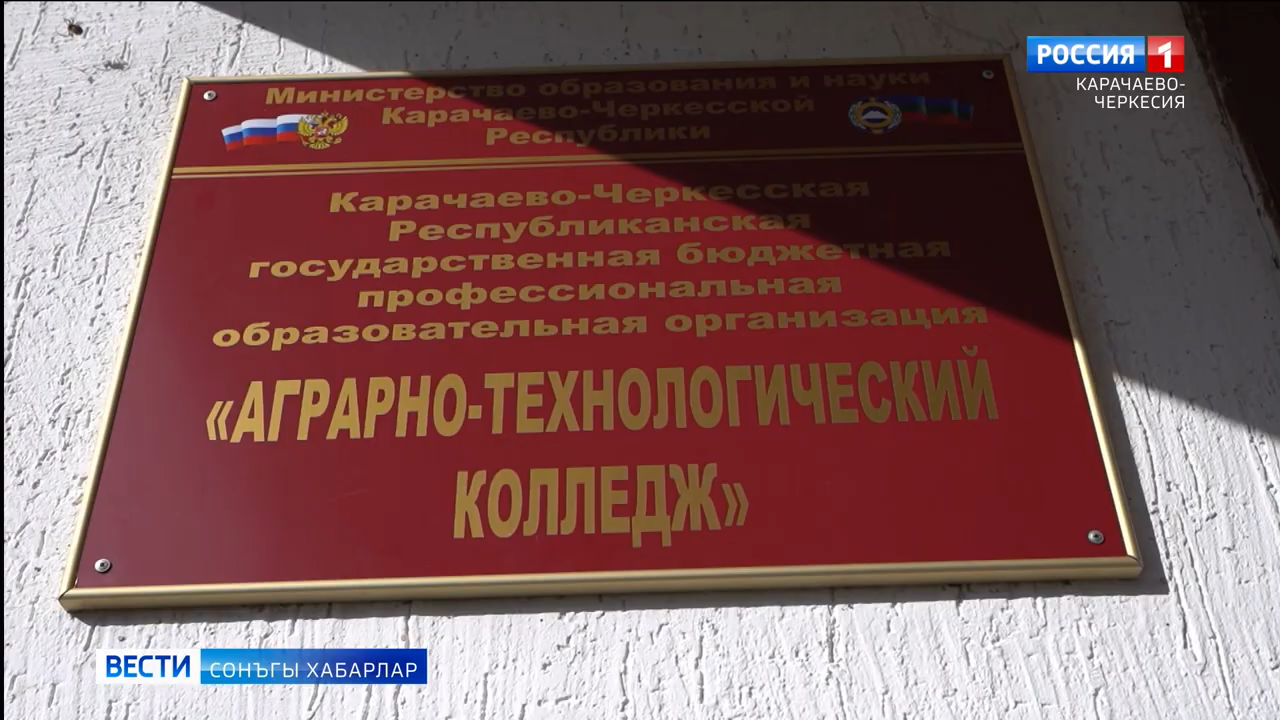 РОССИЯ 1
КАРАЧАЕВО-
ЧЕРКЕСИЯ
Министерство образования и науки
Карачаево-Черкесской
Республики
Карачаево-Черкесская
Республиканская
государственная бюджетная
профессиональная
образовательная организация
«АГРАРНО-ТЕХНОЛОГИЧЕСКИЙ
КОЛЛЕДЖ»
ВЕСТИ СОНЪГЫ ХАБАРЛАР